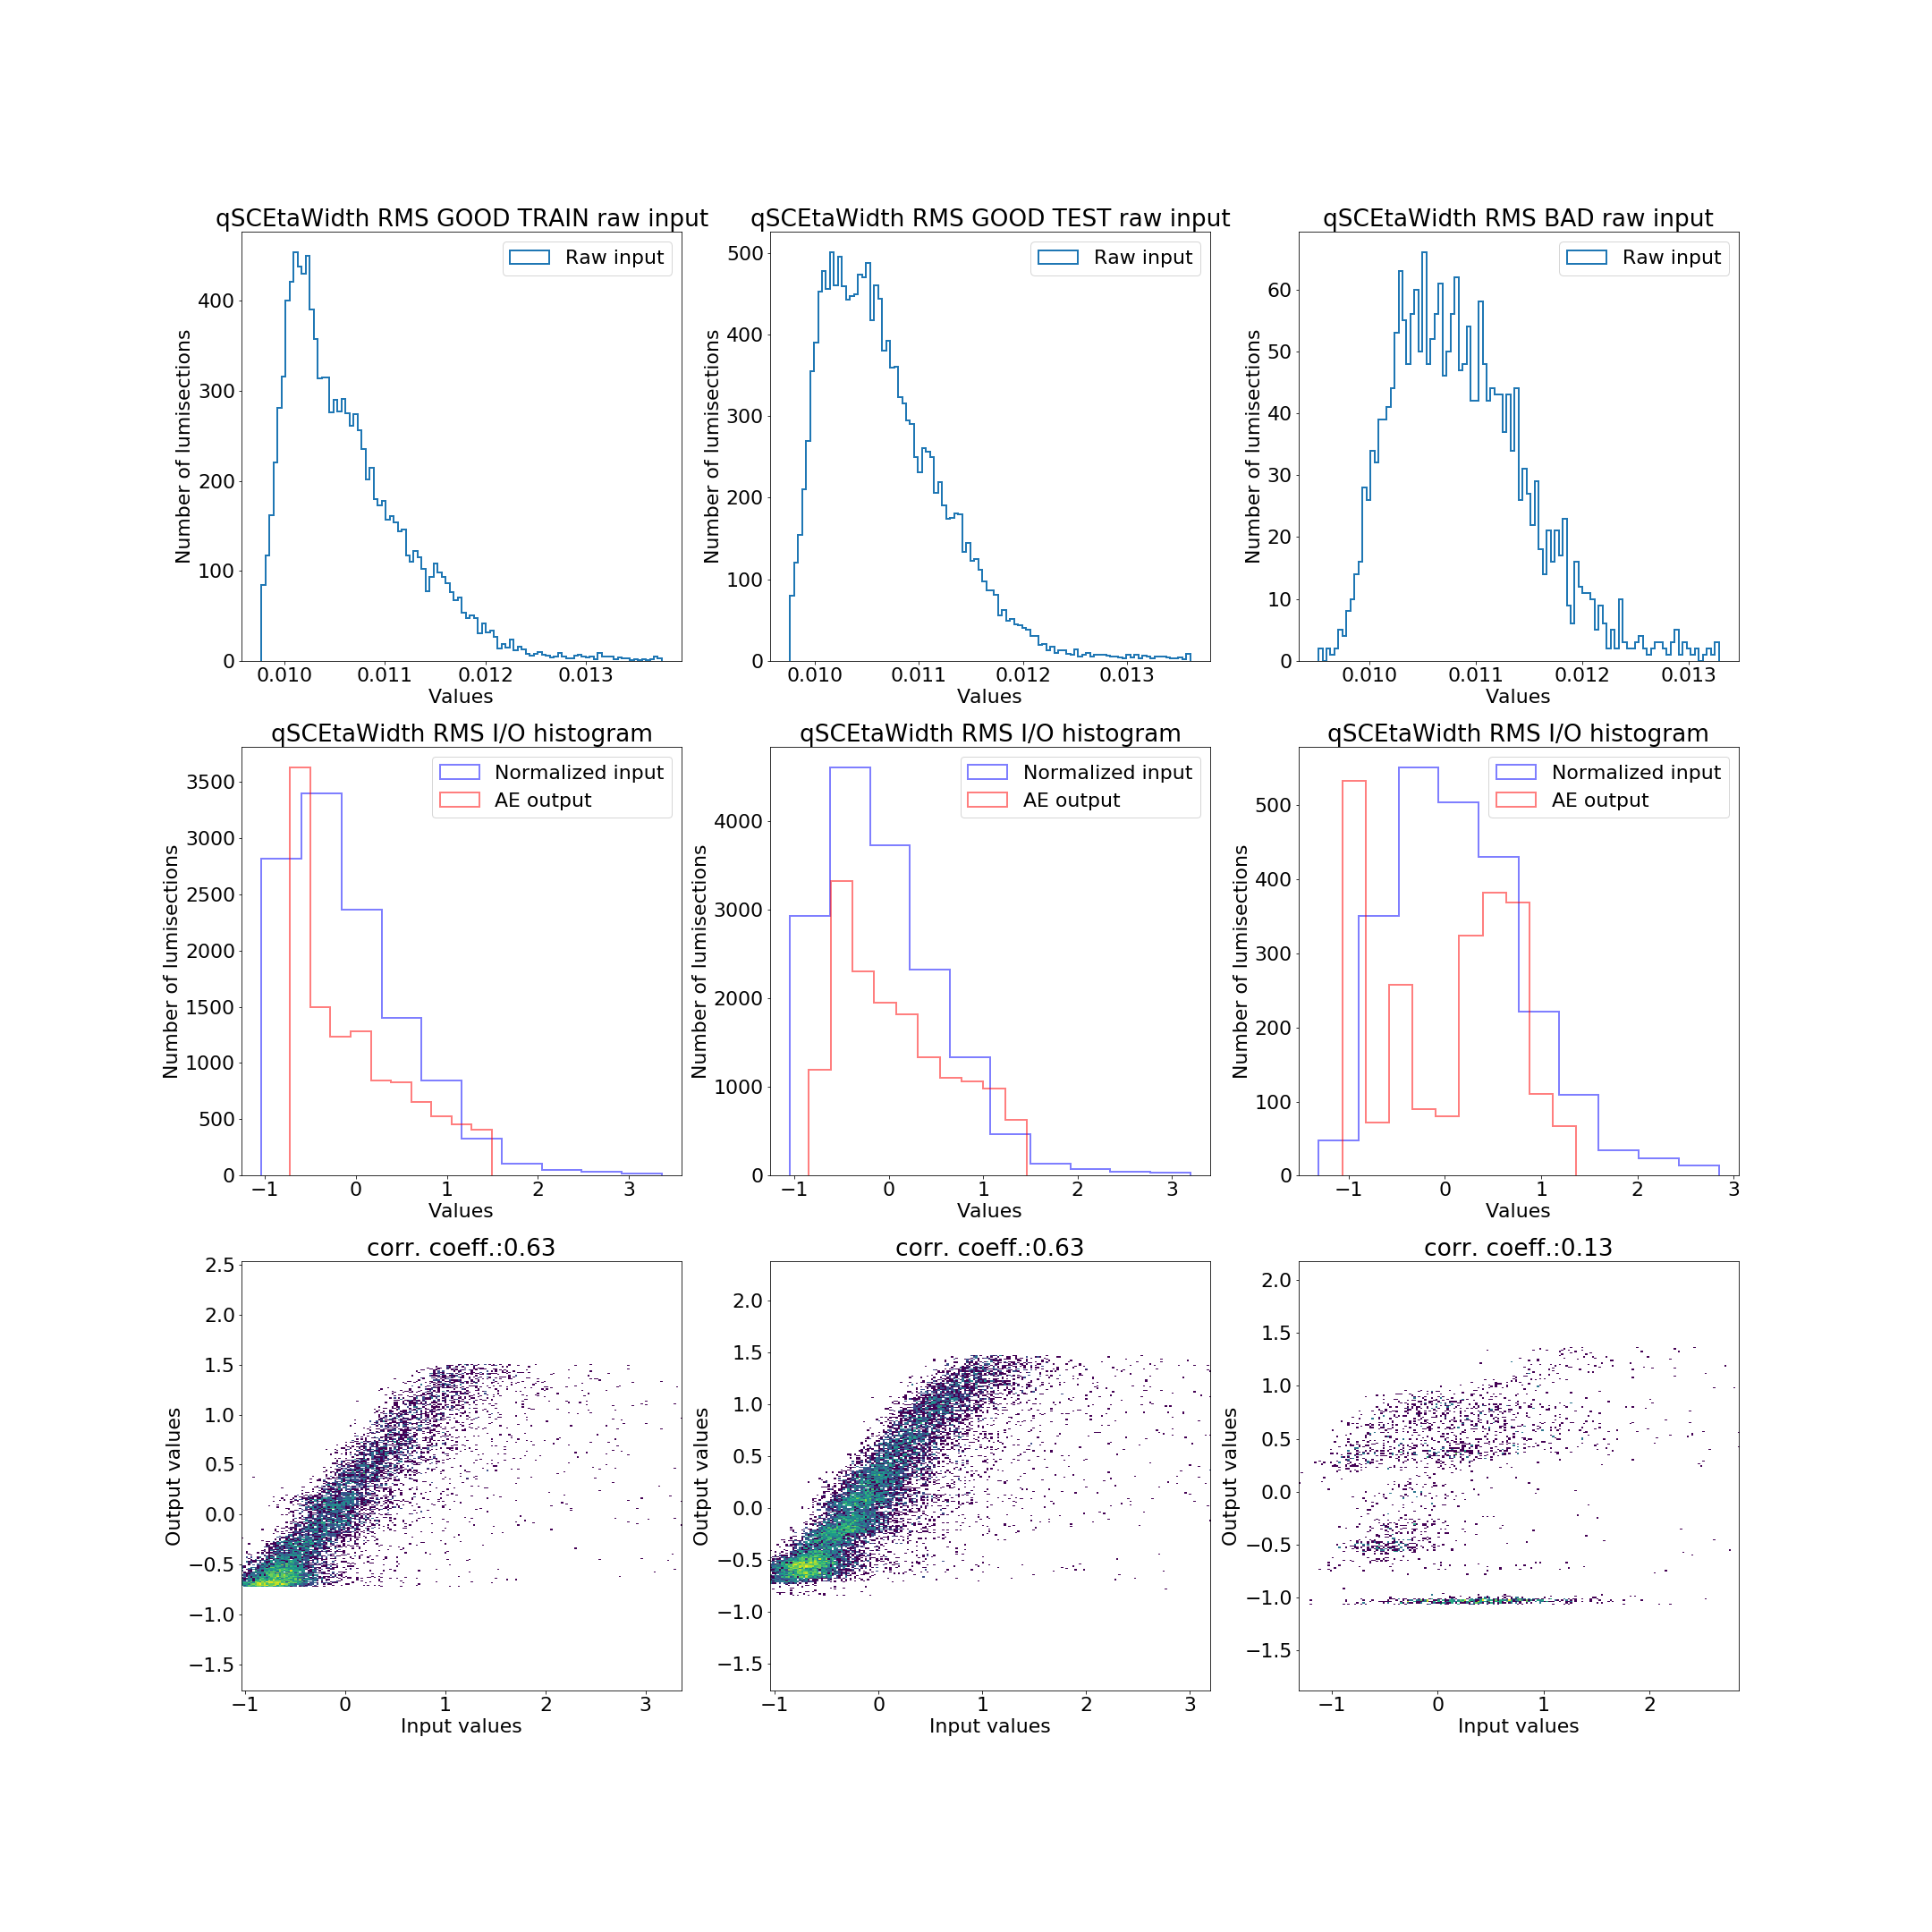 qSCEtaWidth RMS GOOD TRAIN raw input
Raw input
Number of lumisections
400
300
200
100
0
0.010 0.011 0.012 0.013
Values
qSCEtaWidth RMS GOOD TEST raw input
Raw input
Number of lumisections
500
400
300
200
100
0
0.010 0.011 0.012 0.013
Values
qSCEtaWidth RMS BAD raw input
Raw input
Number of lumisections
60
50
40
30
20
10
0
0.010 0.011 0.012 0.013
Values
qSCEtaWidth RMS I/O histogram
Normalized input
AE output
Number of lumisections
3500
3000
2500
2000
1500
1000
500
0
−1 0 1 2 3
Values
qSCEtaWidth RMS I/O histogram
Normalized input
AE output
Number of lumisections
4000
3000
2000
1000
0
−1 0 1 2 3
Values
qSCEtaWidth RMS I/O histogram
Normalized input
AE output
Number of lumisections
500
400
300
200
100
0
−1 0 1 2 3
Values
corr. coeff.:0.63
Output values
2.5
2.0
1.5
1.0
0.5
0.0
−0.5
−1.0
−1.5
−1 0 1 2 3
Input values
corr. coeff.:0.63
Output values
2.0
1.5
1.0
0.5
0.0
−0.5
−1.0
−1.5
−1 0 1 2 3
Input values
corr. coeff.:0.13
Output values
2.0
1.5
1.0
0.5
0.0
−0.5
−1.0
−1.5
−1 0 1 2
Input values